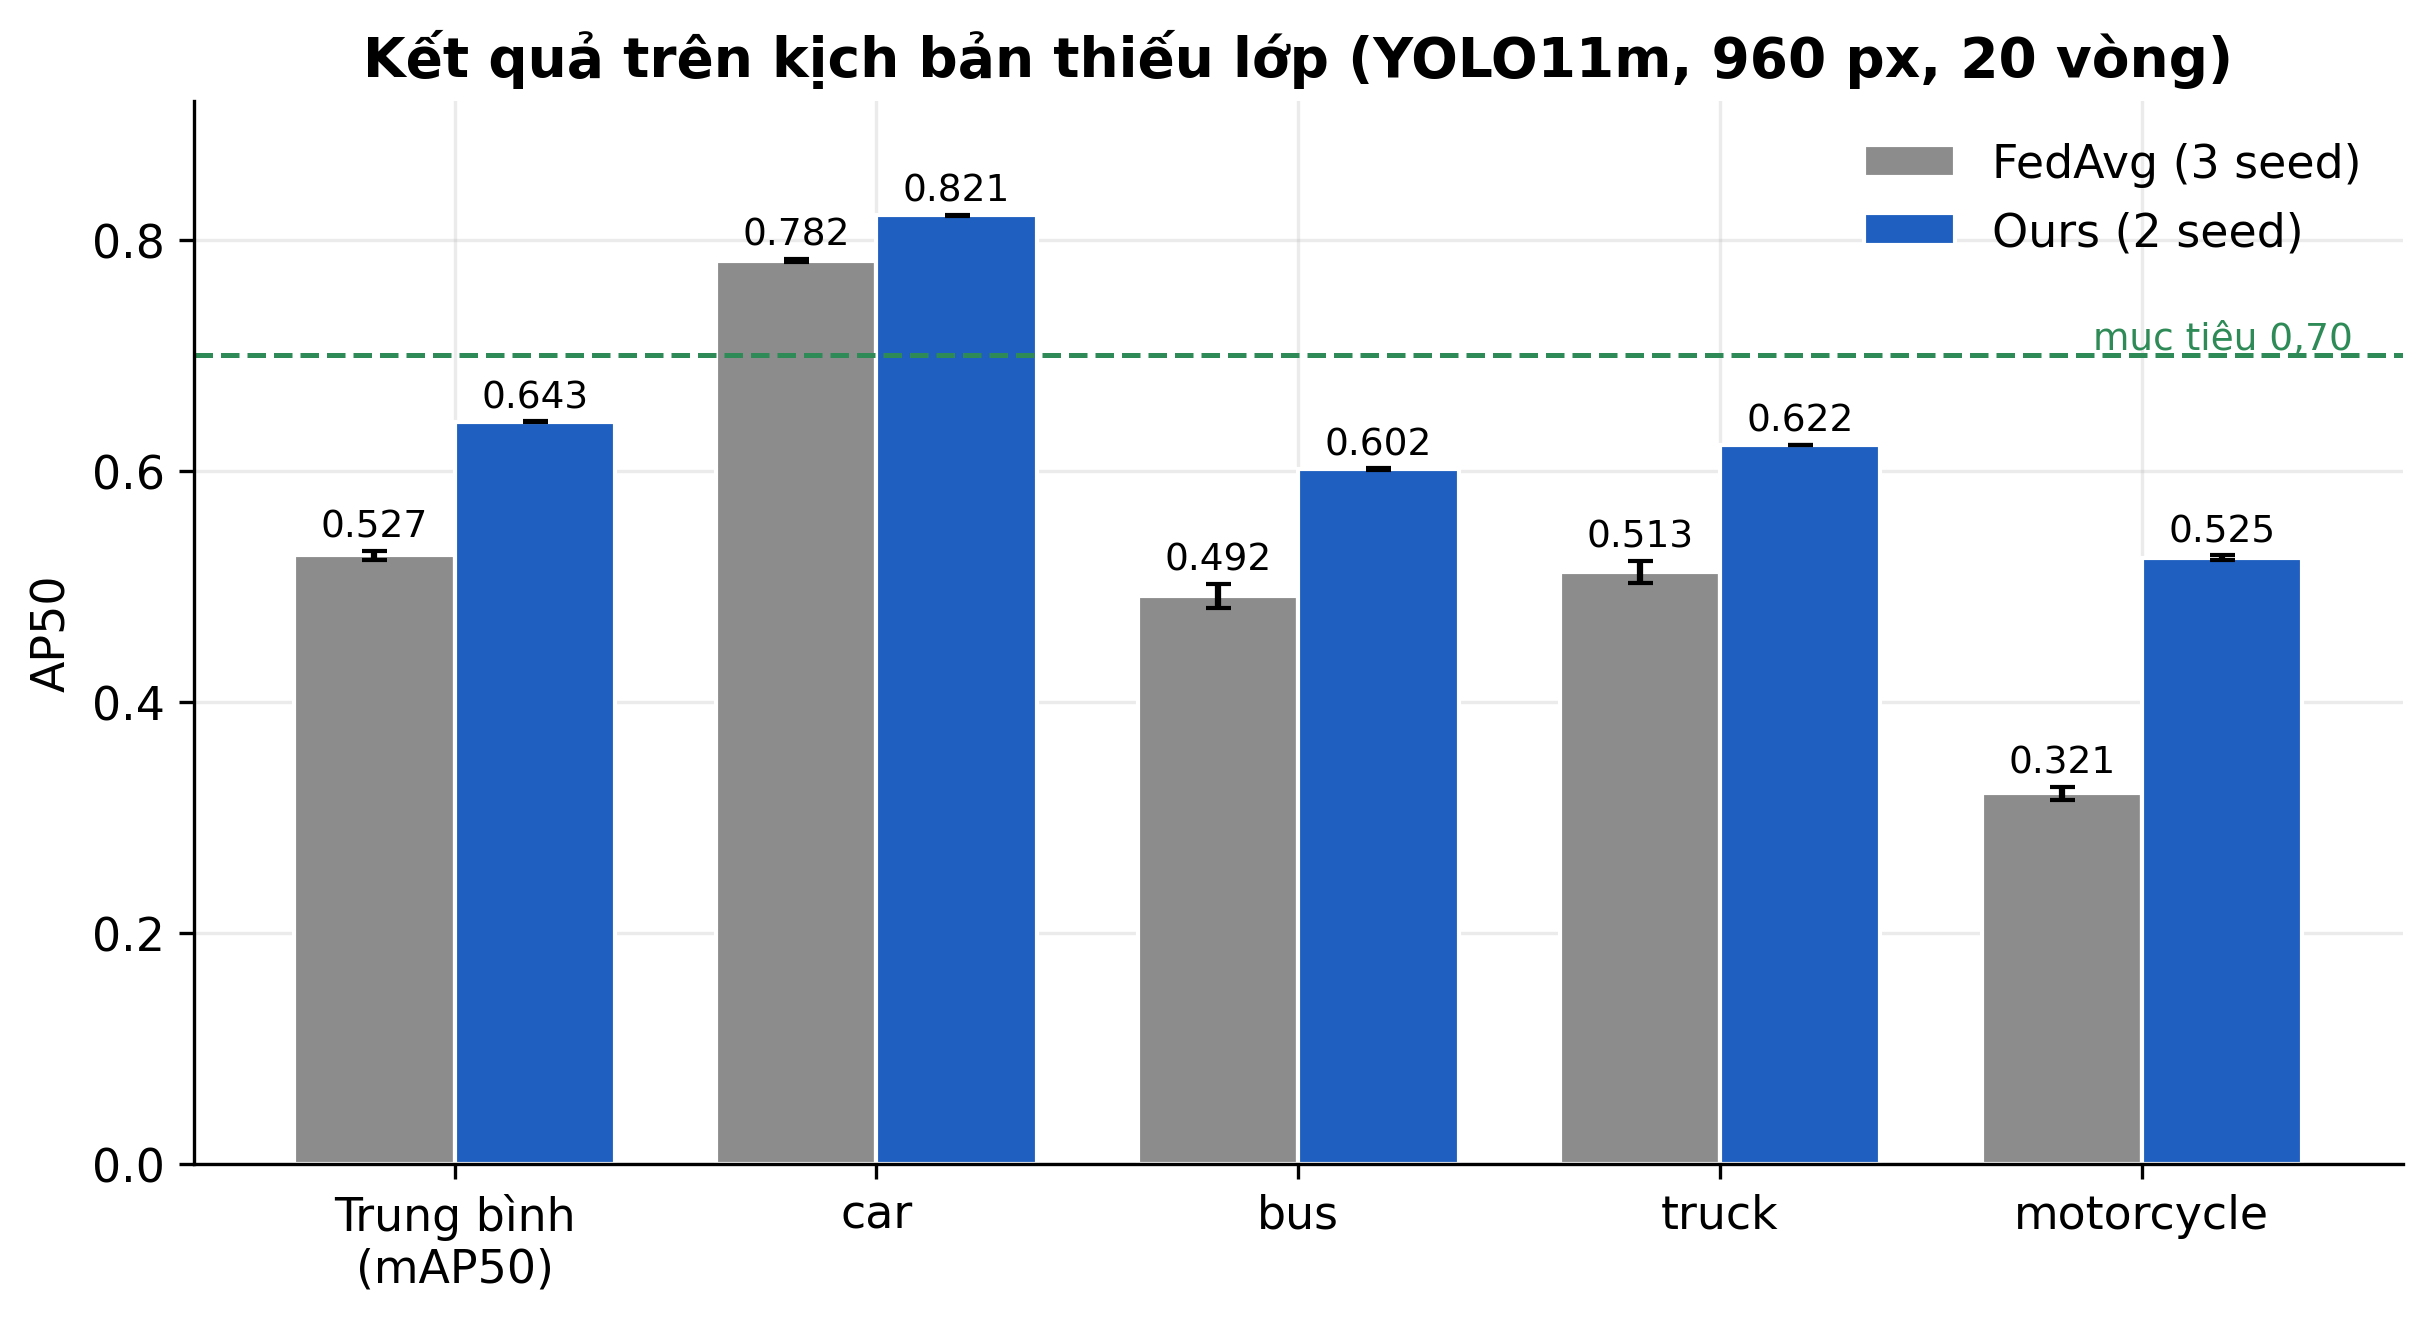 Kết quả trên kịch bản thiếu lớp (YOLO11m, 960 px, 20 vòng)
FedAvg (3 seed)
Ours (2 seed)
muc tiêu 0,70
AP50
0.8
0.6
0.4
0.2
0.0
0.527
0.643
0.782
0.821
0.492
0.602
0.513
0.622
0.321
0.525
Trung bình
(mAP50)
car
bus
truck
motorcycle